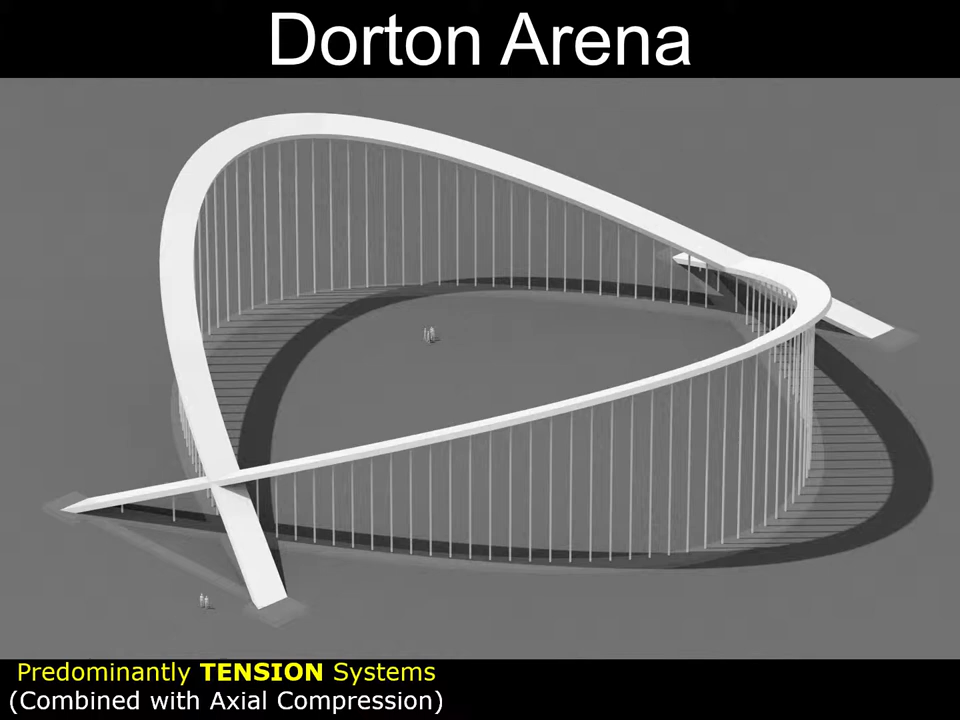 Dorton Arena
Predominantly TENSION Systems
(Combined with Axial Compression)